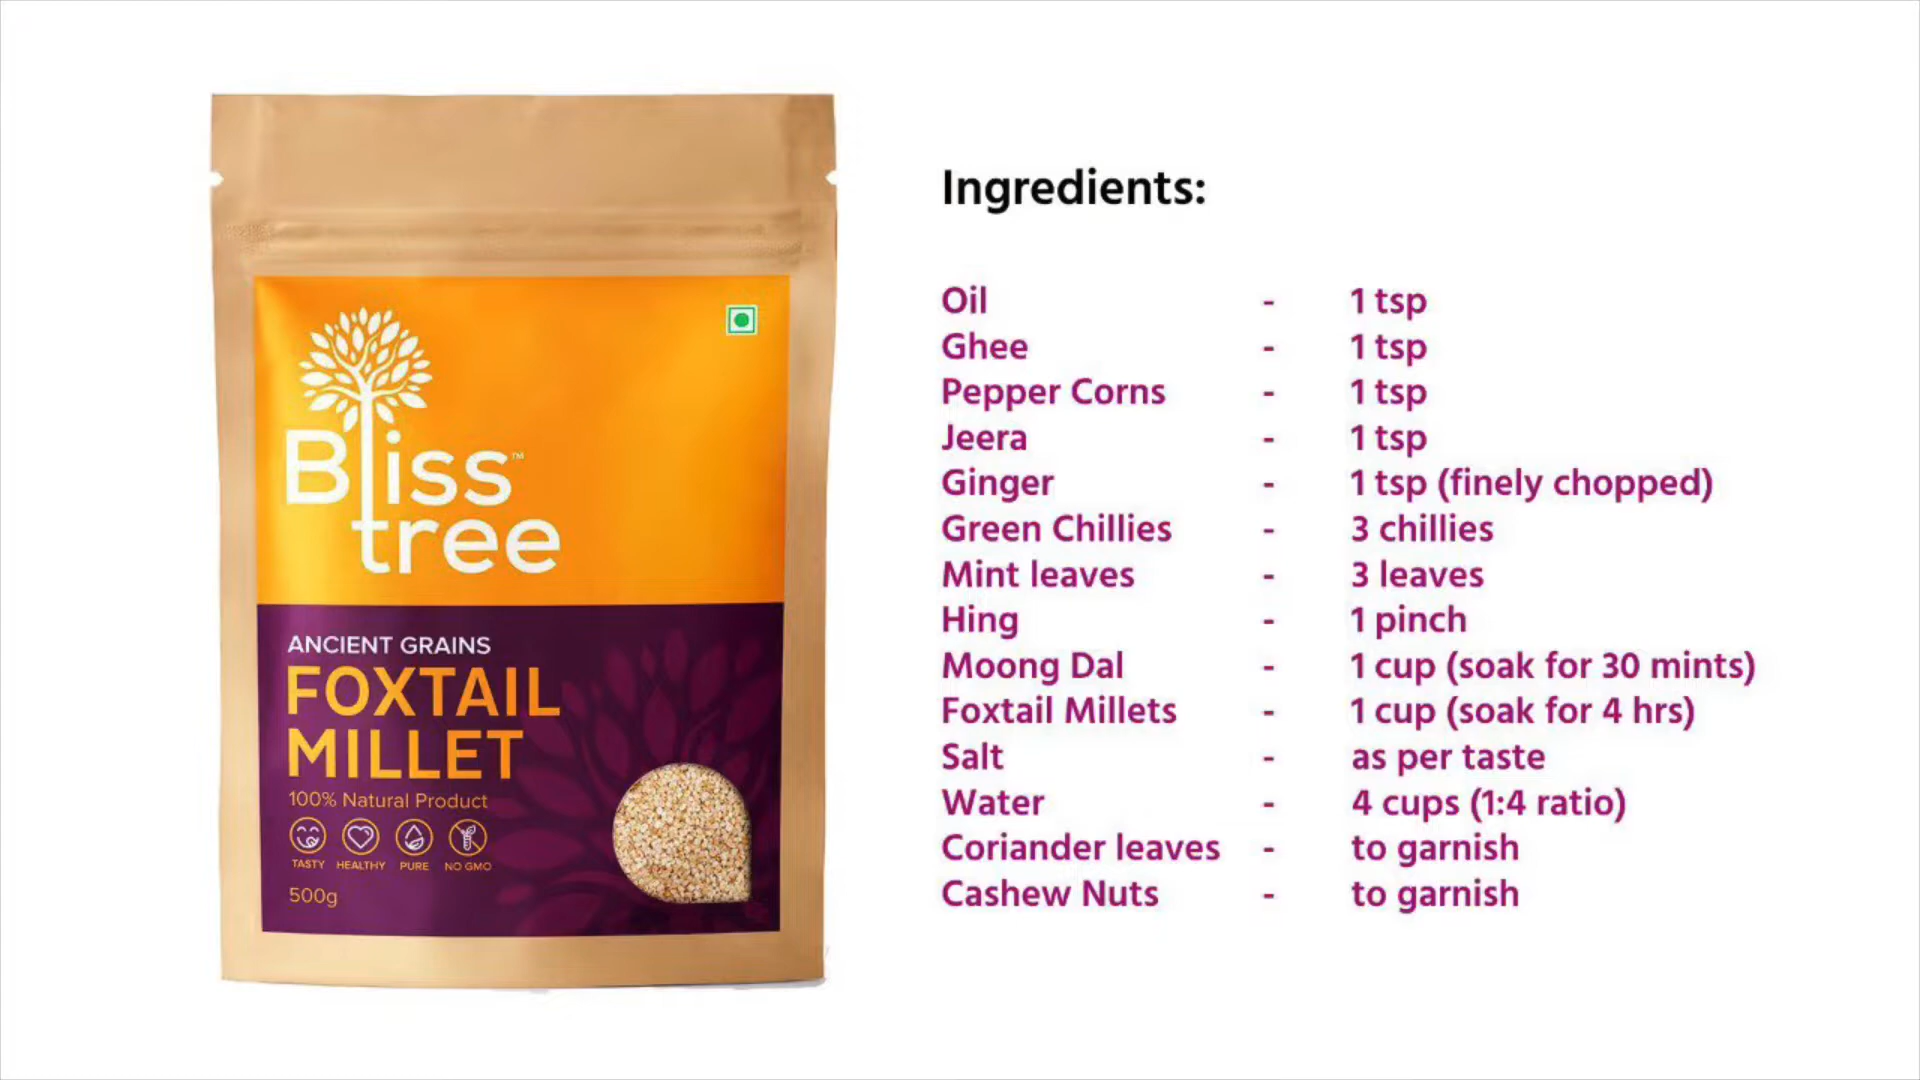 Bliss™
tree
ANCIENT GRAINS
FOXTAIL
MILLET
100% Natural Product
TASTY HEALTHY PURE NO GMO
500g
Ingredients:
Oil - 1 tsp
Ghee - 1 tsp
Pepper Corns - 1 tsp
Jeera - 1 tsp
Ginger - 1 tsp (finely chopped)
Green Chillies - 3 chillies
Mint leaves - 3 leaves
Hing - 1 pinch
Moong Dal - 1 cup (soak for 30 mints)
Foxtail Millets - 1 cup (soak for 4 hrs)
Salt - as per taste
Water - 4 cups (1:4 ratio)
Coriander leaves - to garnish
Cashew Nuts - to garnish